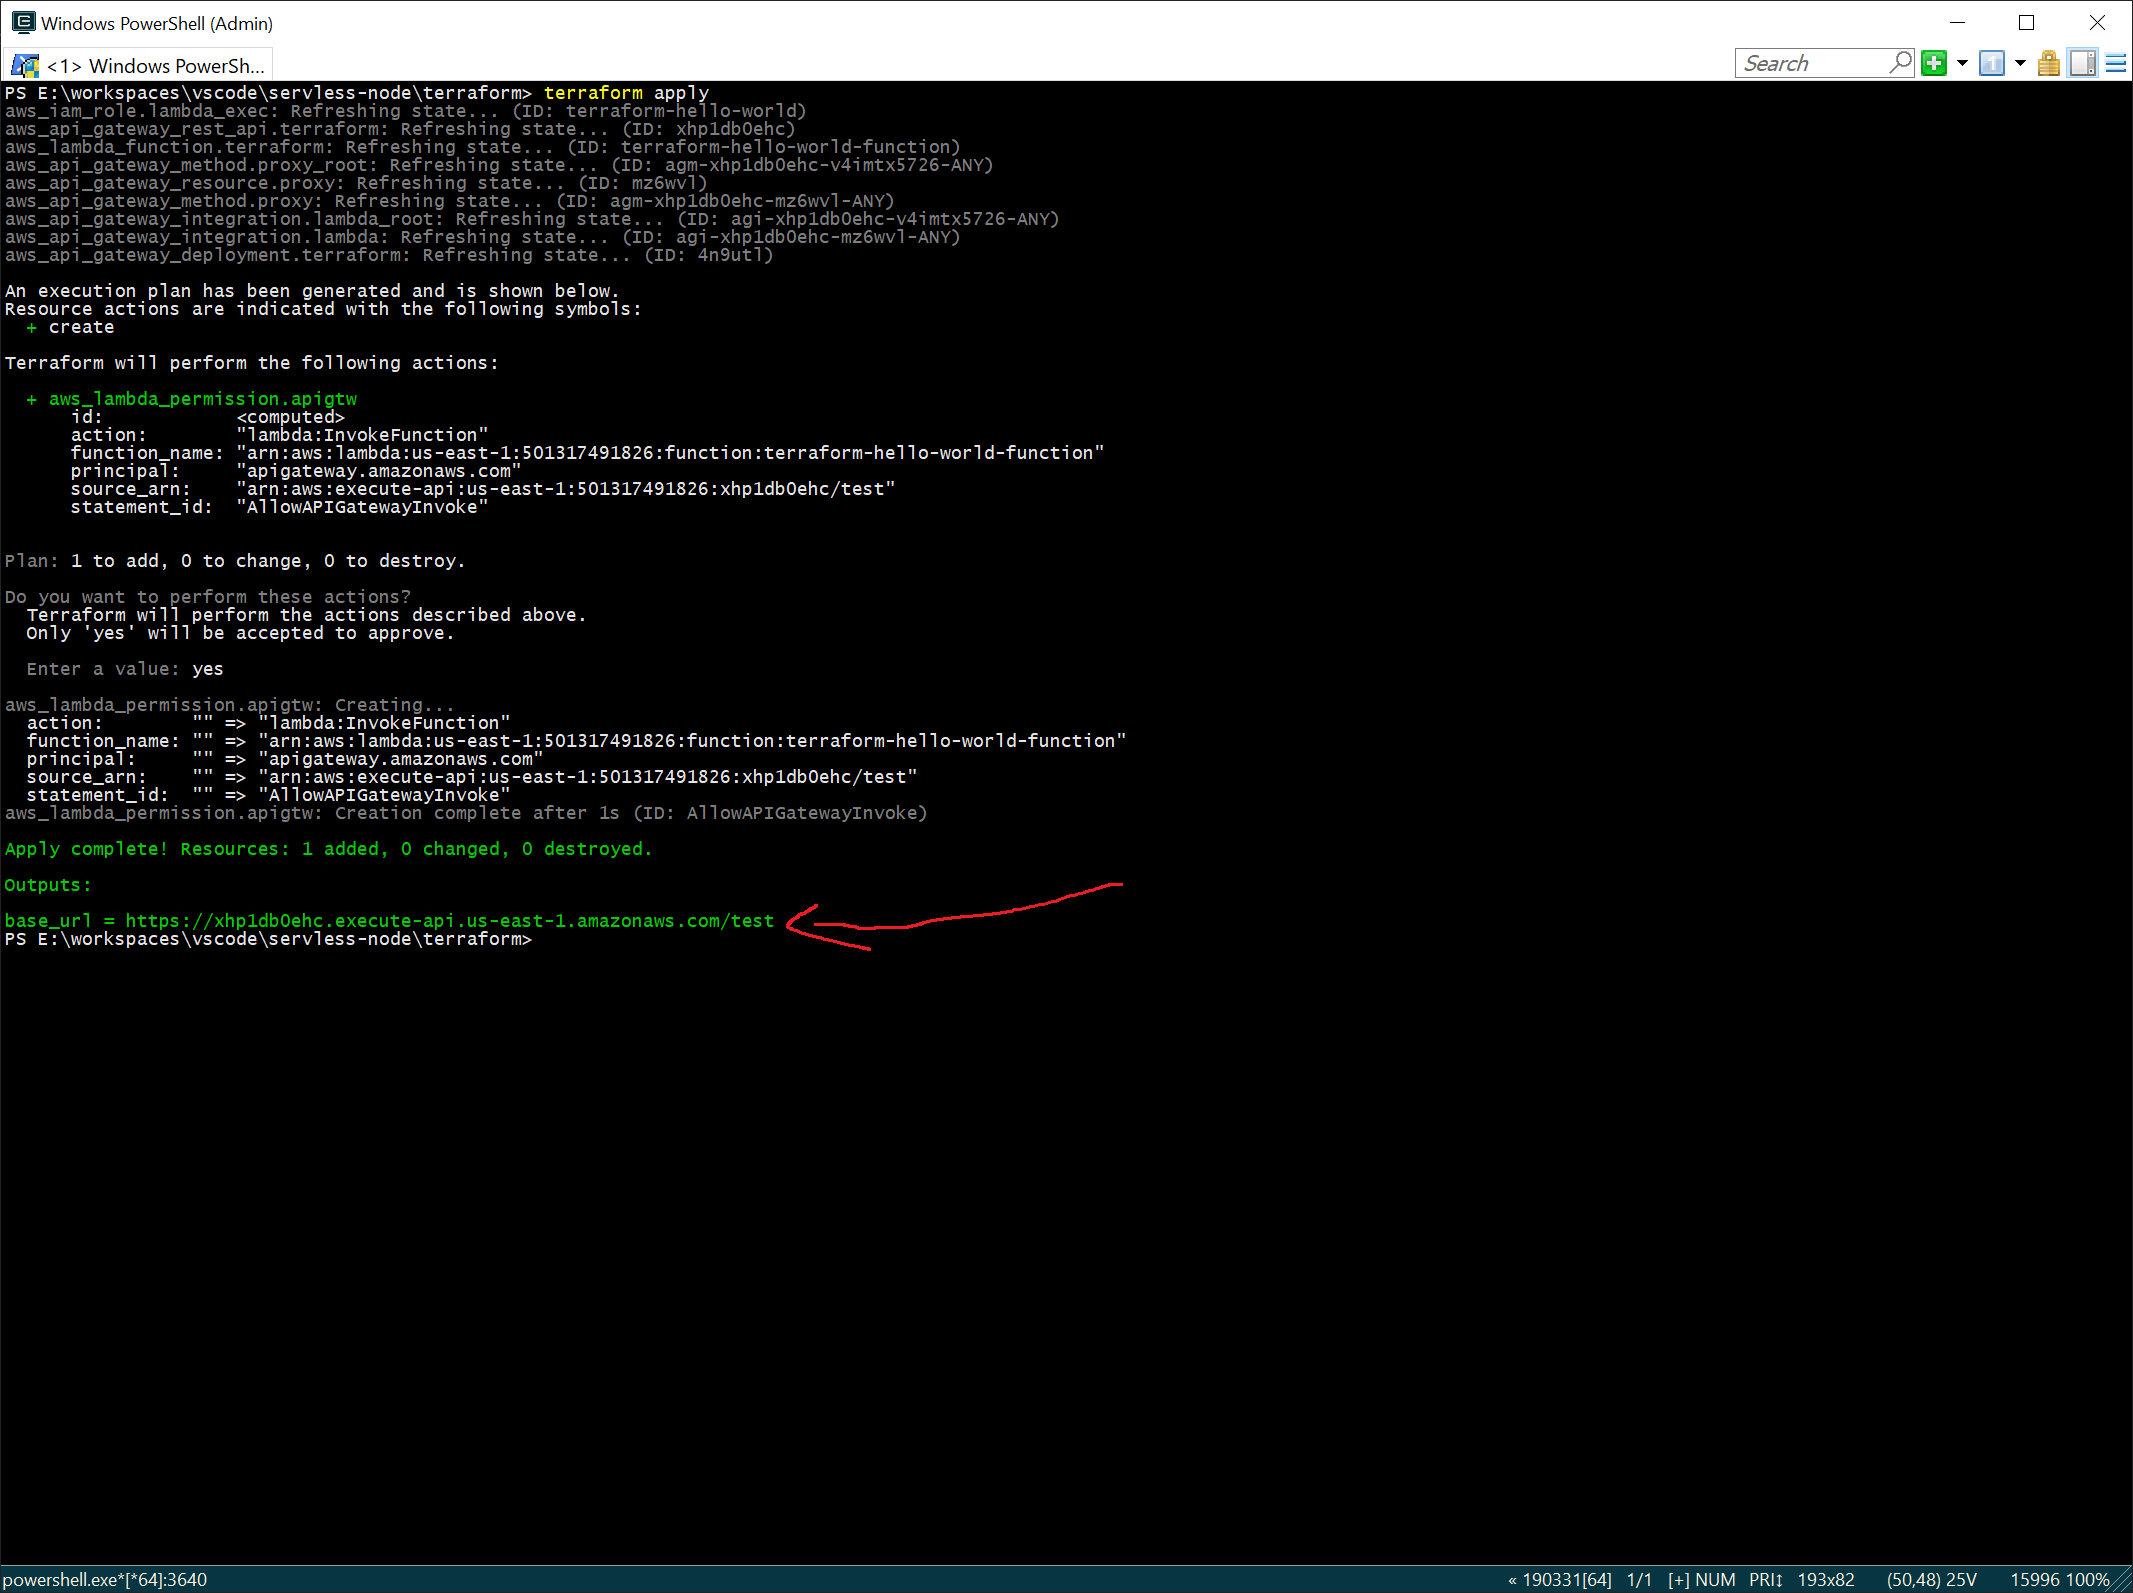 Windows PowerShell (Admin)
<1> Windows PowerSh...
Search
PS E:\workspaces\vscode\servless-node\terraform> terraform apply
aws_iam_role.lambda_exec: Refreshing state... (ID: terraform-hello-world)
aws_api_gateway_rest_api.terraform: Refreshing state... (ID: xhp1db0ehc)
aws_lambda_function.terraform: Refreshing state... (ID: terraform-hello-world-function)
aws_api_gateway_method.proxy_root: Refreshing state... (ID: agm-xhp1db0ehc-v4imtx5726-ANY)
aws_api_gateway_resource.proxy: Refreshing state... (ID: mz6wvl)
aws_api_gateway_method.proxy: Refreshing state... (ID: agm-xhp1db0ehc-mz6wvl-ANY)
aws_api_gateway_integration.lambda_root: Refreshing state... (ID: agi-xhp1db0ehc-v4imtx5726-ANY)
aws_api_gateway_integration.lambda: Refreshing state... (ID: agi-xhp1db0ehc-mz6wvl-ANY)
aws_api_gateway_deployment.terraform: Refreshing state... (ID: 4n9utl)
An execution plan has been generated and is shown below.
Resource actions are indicated with the following symbols:
+ create
Terraform will perform the following actions:
+ aws_lambda_permission.apigtw
id: <computed>
action: "lambda:InvokeFunction"
function_name: "arn:aws:lambda:us-east-1:501317491826:function:terraform-hello-world-function"
principal: "apigateway.amazonaws.com"
source_arn: "arn:aws:execute-api:us-east-1:501317491826:xhp1db0ehc/test"
statement_id: "AllowAPIGatewayInvoke"
Plan: 1 to add, 0 to change, 0 to destroy.
Do you want to perform these actions?
Terraform will perform the actions described above.
Only 'yes' will be accepted to approve.
Enter a value: yes
aws_lambda_permission.apigtw: Creating...
action: "" => "lambda:InvokeFunction"
function_name: "" => "arn:aws:lambda:us-east-1:501317491826:function:terraform-hello-world-function"
principal: "" => "apigateway.amazonaws.com"
source_arn: "" => "arn:aws:execute-api:us-east-1:501317491826:xhp1db0ehc/test"
statement_id: "" => "AllowAPIGatewayInvoke"
aws_lambda_permission.apigtw: Creation complete after 1s (ID: AllowAPIGatewayInvoke)
Apply complete! Resources: 1 added, 0 changed, 0 destroyed.
Outputs:
base_url = https://xhp1db0ehc.execute-api.us-east-1.amazonaws.com/test
PS E:\workspaces\vscode\servless-node\terraform>
powershell.exe*[*64]:3640 « 190331[64] 1/1 [+] NUM PRI↕ 193x82 (50,48) 25V 15996 100%